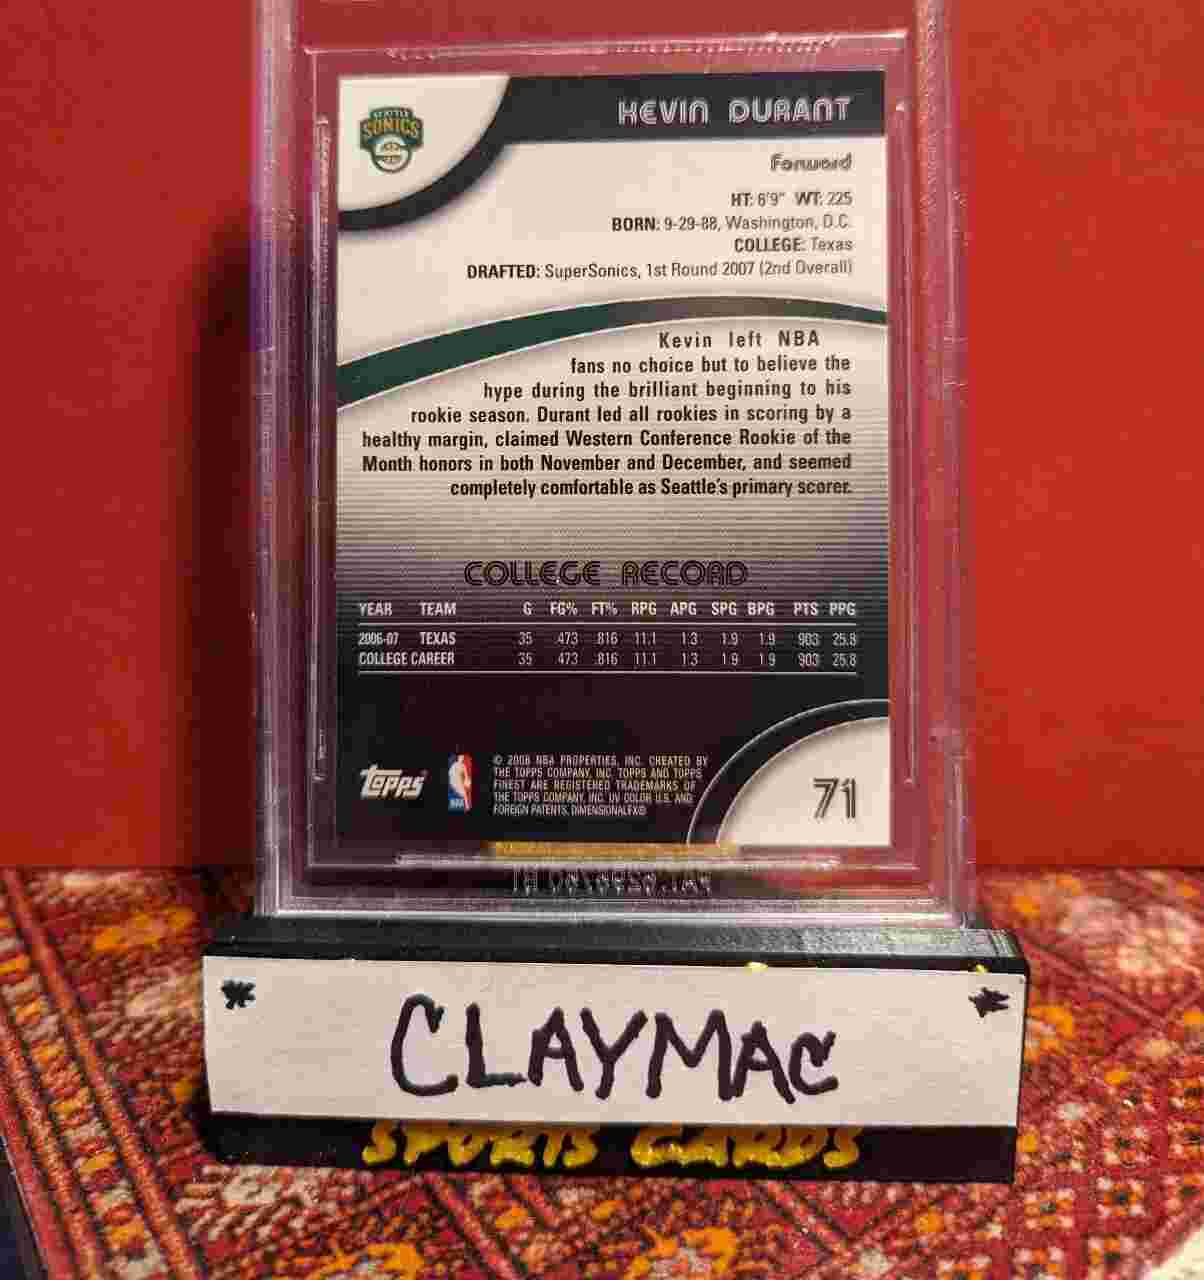 SEATTLE
SONICS
KEVIN DURANT
Forward
HT: 6'9" WT: 225
BORN: 9-29-88, Washington, D.C.
COLLEGE: Texas
DRAFTED: SuperSonics, 1st Round 2007 (2nd Overall)
Kevin left NBA
fans no choice but to believe the
hype during the brilliant beginning to his
rookie season. Durant led all rookies in scoring by a
healthy margin, claimed Western Conference Rookie of the
Month honors in both November and December, and seemed
completely comfortable as Seattle's primary scorer.
COLLEGE RECORD
YEAR TEAM G FG% FT% RPG APG SPG BPG PTS PPG
2006-07 TEXAS 35 .473 .816 11.1 1.3 1.9 1.9 903 25.8
COLLEGE CAREER 35 .473 .816 11.1 1.3 1.9 1.9 903 25.8
topps
NBA
© 2008 NBA PROPERTIES, INC. CREATED BY
THE TOPPS COMPANY, INC. TOPPS AND TOPPS
FINEST ARE REGISTERED TRADEMARKS OF
THE TOPPS COMPANY, INC. UV COLOR U.S. AND
FOREIGN PATENTS, DIMENSIONALFX®
71
CLAYMAC
SPORTS CARDS